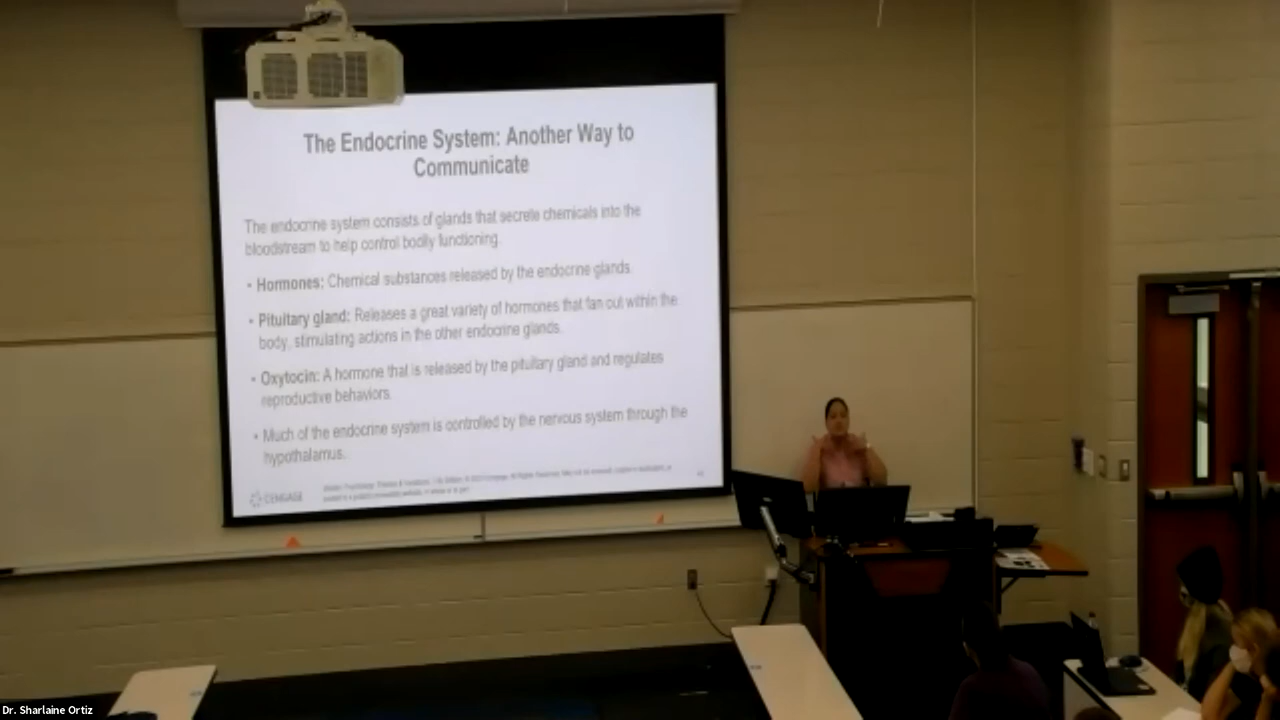 The Endocrine System: Another Way to
Communicate
The endocrine system consists of glands that secrete chemicals into the
bloodstream to help control bodily functioning.
• Hormones: Chemical substances released by the endocrine glands.
• Pituitary gland: Releases a great variety of hormones that fan out within the
body, stimulating actions in the other endocrine glands.
• Oxytocin: A hormone that is released by the pituitary gland and regulates
reproductive behaviors.
• Much of the endocrine system is controlled by the nervous system through the
hypothalamus.
CENGAGE
Dr. Sharlaine Ortiz